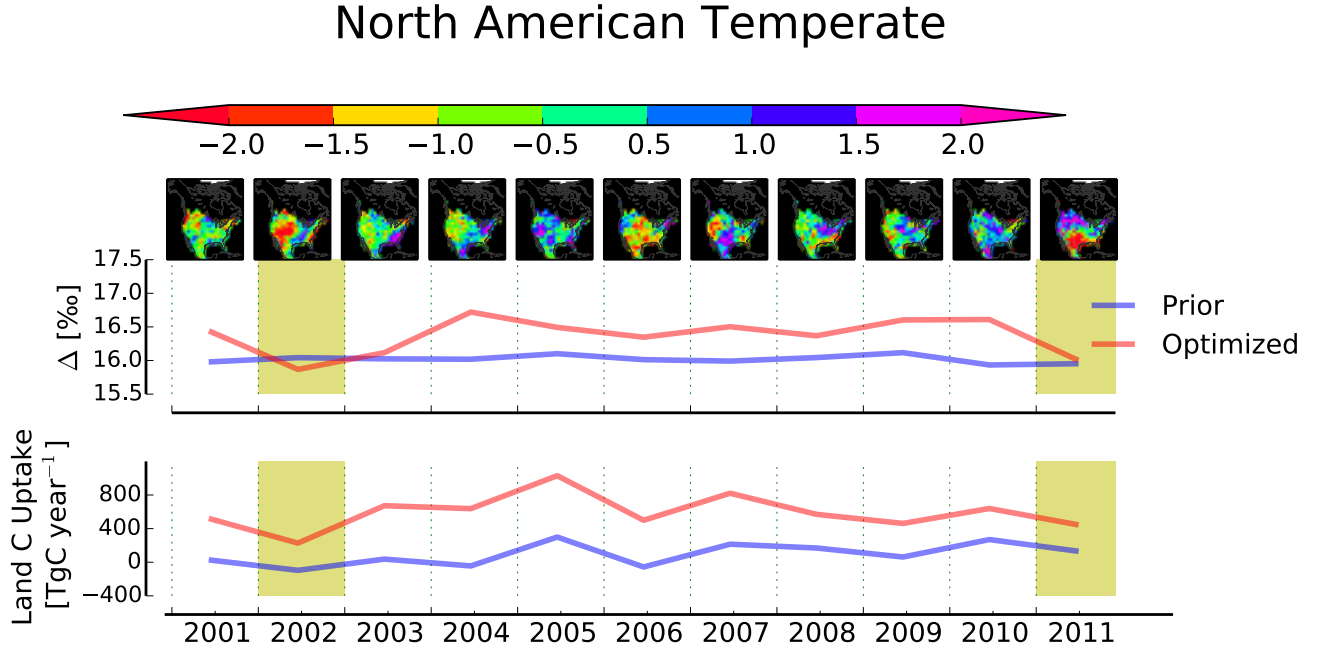 North American Temperate
−2.0 −1.5 −1.0 −0.5 0.5 1.0 1.5 2.0
17.5
17.0
16.5
16.0
15.5
Δ [‰]
Prior
Optimized
Land C Uptake
[TgC year⁻¹]
800
400
0
−400
2001 2002 2003 2004 2005 2006 2007 2008 2009 2010 2011